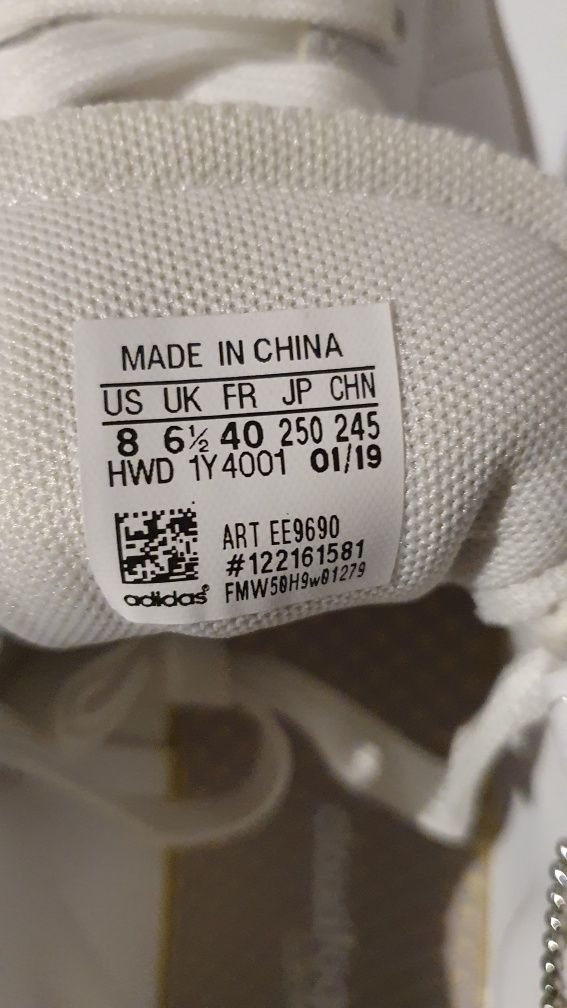 MADE IN CHINA
US UK FR JP CHN
8 6½ 40 250 245
HWD 1Y4001 01/19
ART EE9690
#122161581
adidas® FMW50H9w01279